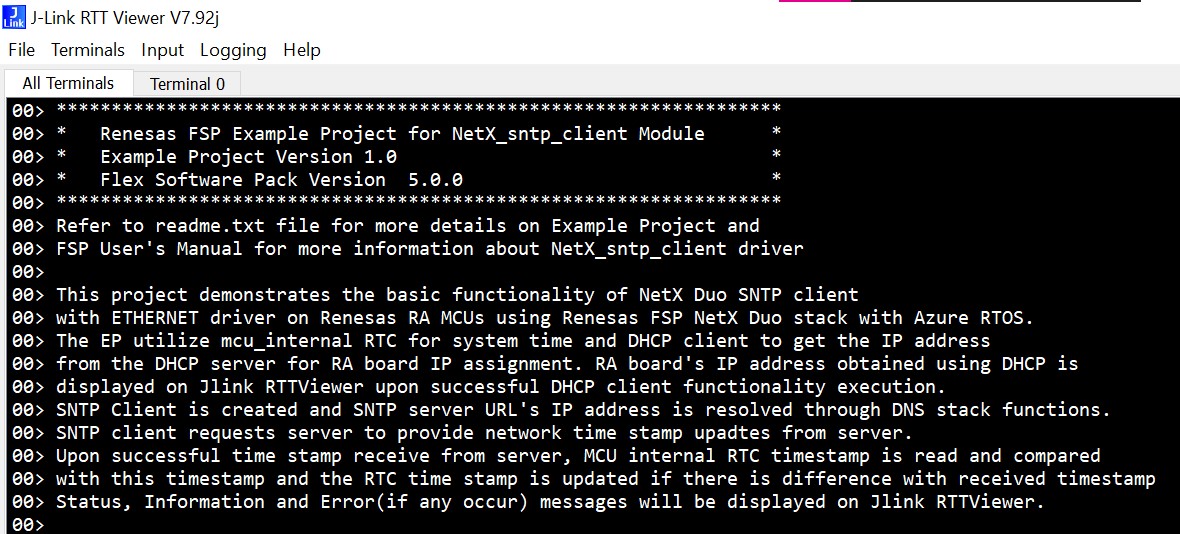 J-Link RTT Viewer V7.92j
File Terminals Input Logging Help
All Terminals Terminal 0
00> ******************************************************************
00> *   Renesas FSP Example Project for NetX_sntp_client Module      *
00> *   Example Project Version 1.0                                  *
00> *   Flex Software Pack Version  5.0.0                            *
00> ******************************************************************
00> Refer to readme.txt file for more details on Example Project and
00> FSP User's Manual for more information about NetX_sntp_client driver
00>
00> This project demonstrates the basic functionality of NetX Duo SNTP client
00> with ETHERNET driver on Renesas RA MCUs using Renesas FSP NetX Duo stack with Azure RTOS.
00> The EP utilize mcu_internal RTC for system time and DHCP client to get the IP address
00> from the DHCP server for RA board IP assignment. RA board's IP address obtained using DHCP is
00> displayed on Jlink RTTViewer upon successful DHCP client functionality execution.
00> SNTP Client is created and SNTP server URL's IP address is resolved through DNS stack functions.
00> SNTP client requests server to provide network time stamp upadtes from server.
00> Upon successful time stamp receive from server, MCU internal RTC timestamp is read and compared
00> with this timestamp and the RTC time stamp is updated if there is difference with received timestamp
00> Status, Information and Error(if any occur) messages will be displayed on Jlink RTTViewer.
00>